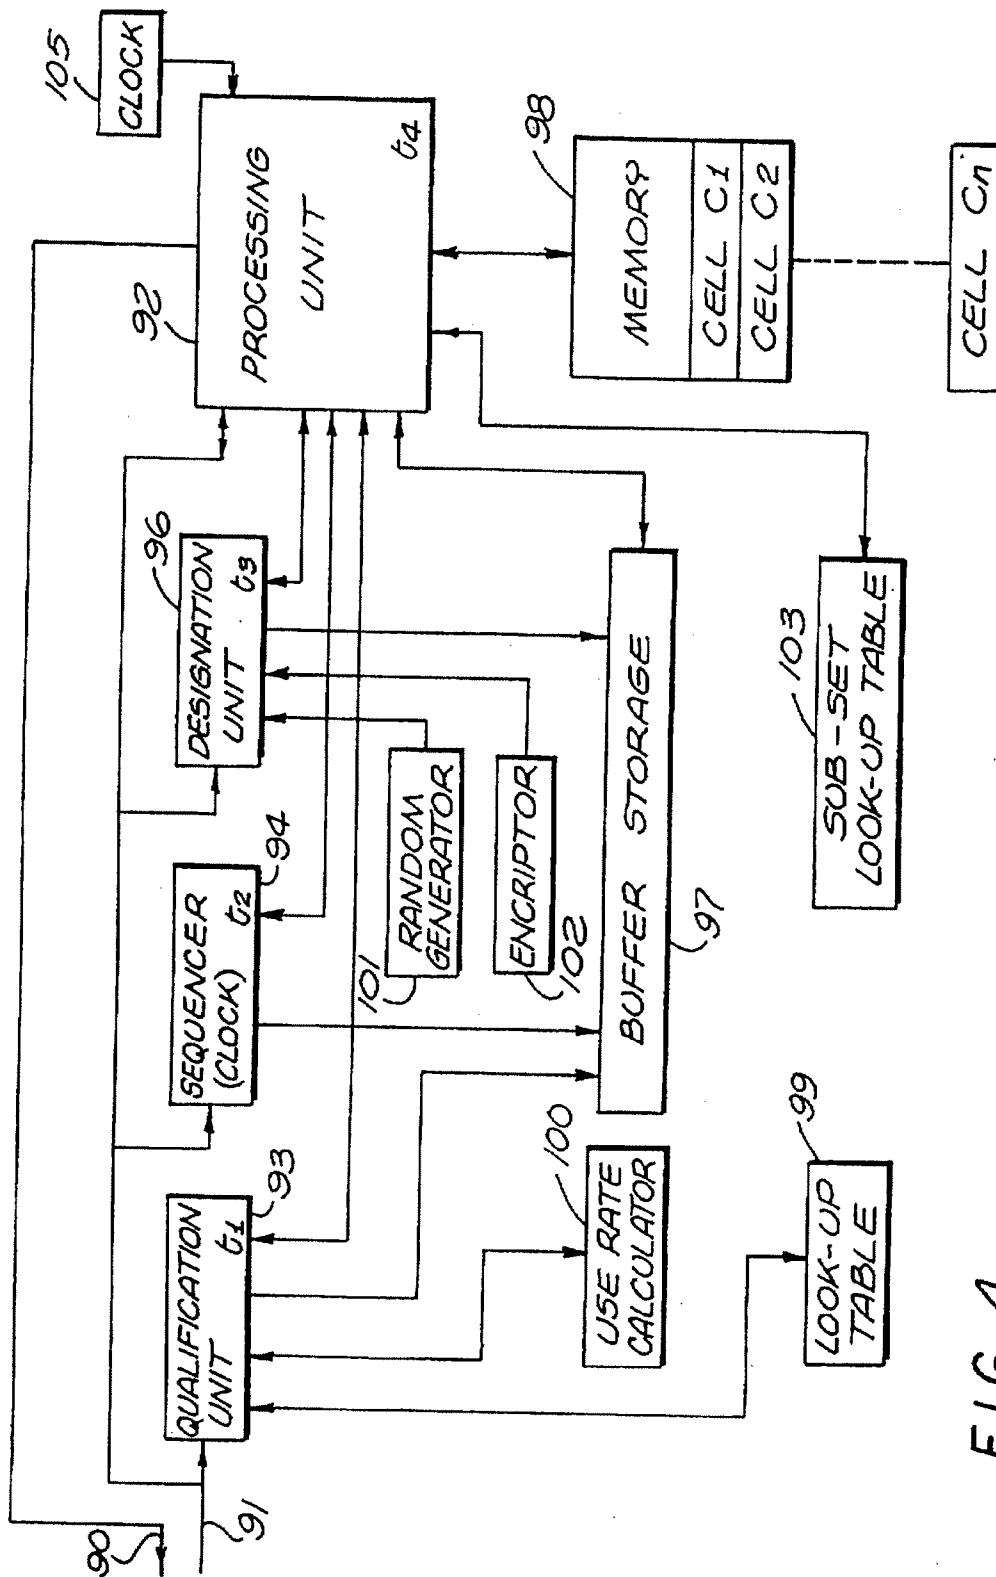 90
91
QUALIFICATION
UNIT
t1
93
SEQUENCER
(CLOCK)
t2
94
DESIGNATION
UNIT
t3
96
92
PROCESSING
UNIT
t4
105
CLOCK
101
RANDOM
GENERATOR
ENCRIPTOR
102
98
MEMORY
CELL C1
CELL C2
CELL Cn
100
USE RATE
CALCULATOR
BUFFER STORAGE
97
99
LOOK-UP
TABLE
103
SUB-SET
LOOK-UP TABLE
FIG. 4